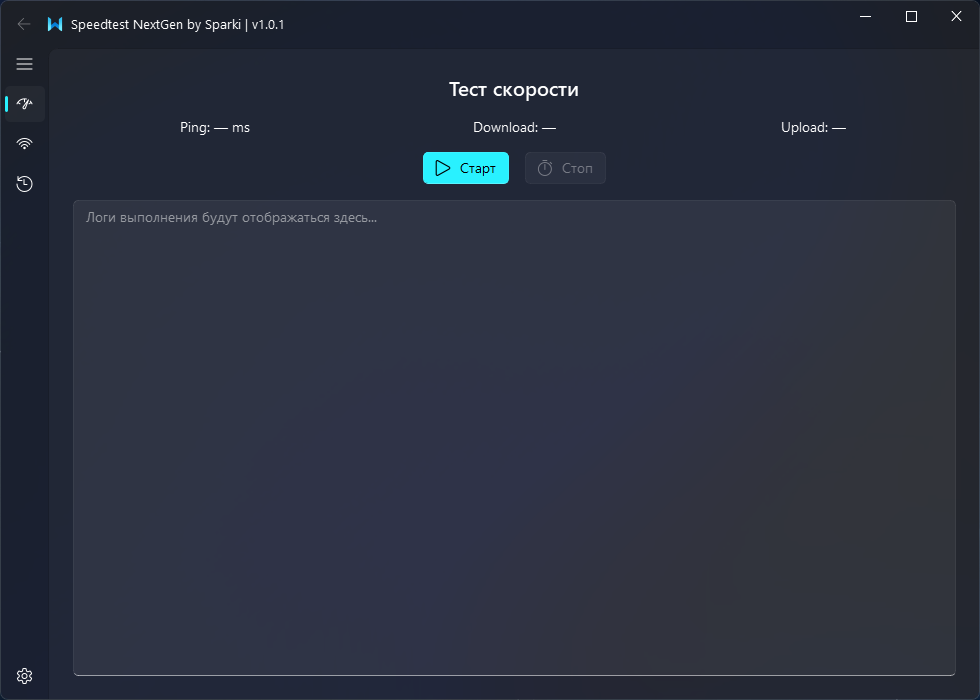 Speedtest NextGen by Sparki | v1.0.1
Тест скорости
Ping: — ms Download: — Upload: —
Старт Стоп
Логи выполнения будут отображаться здесь...